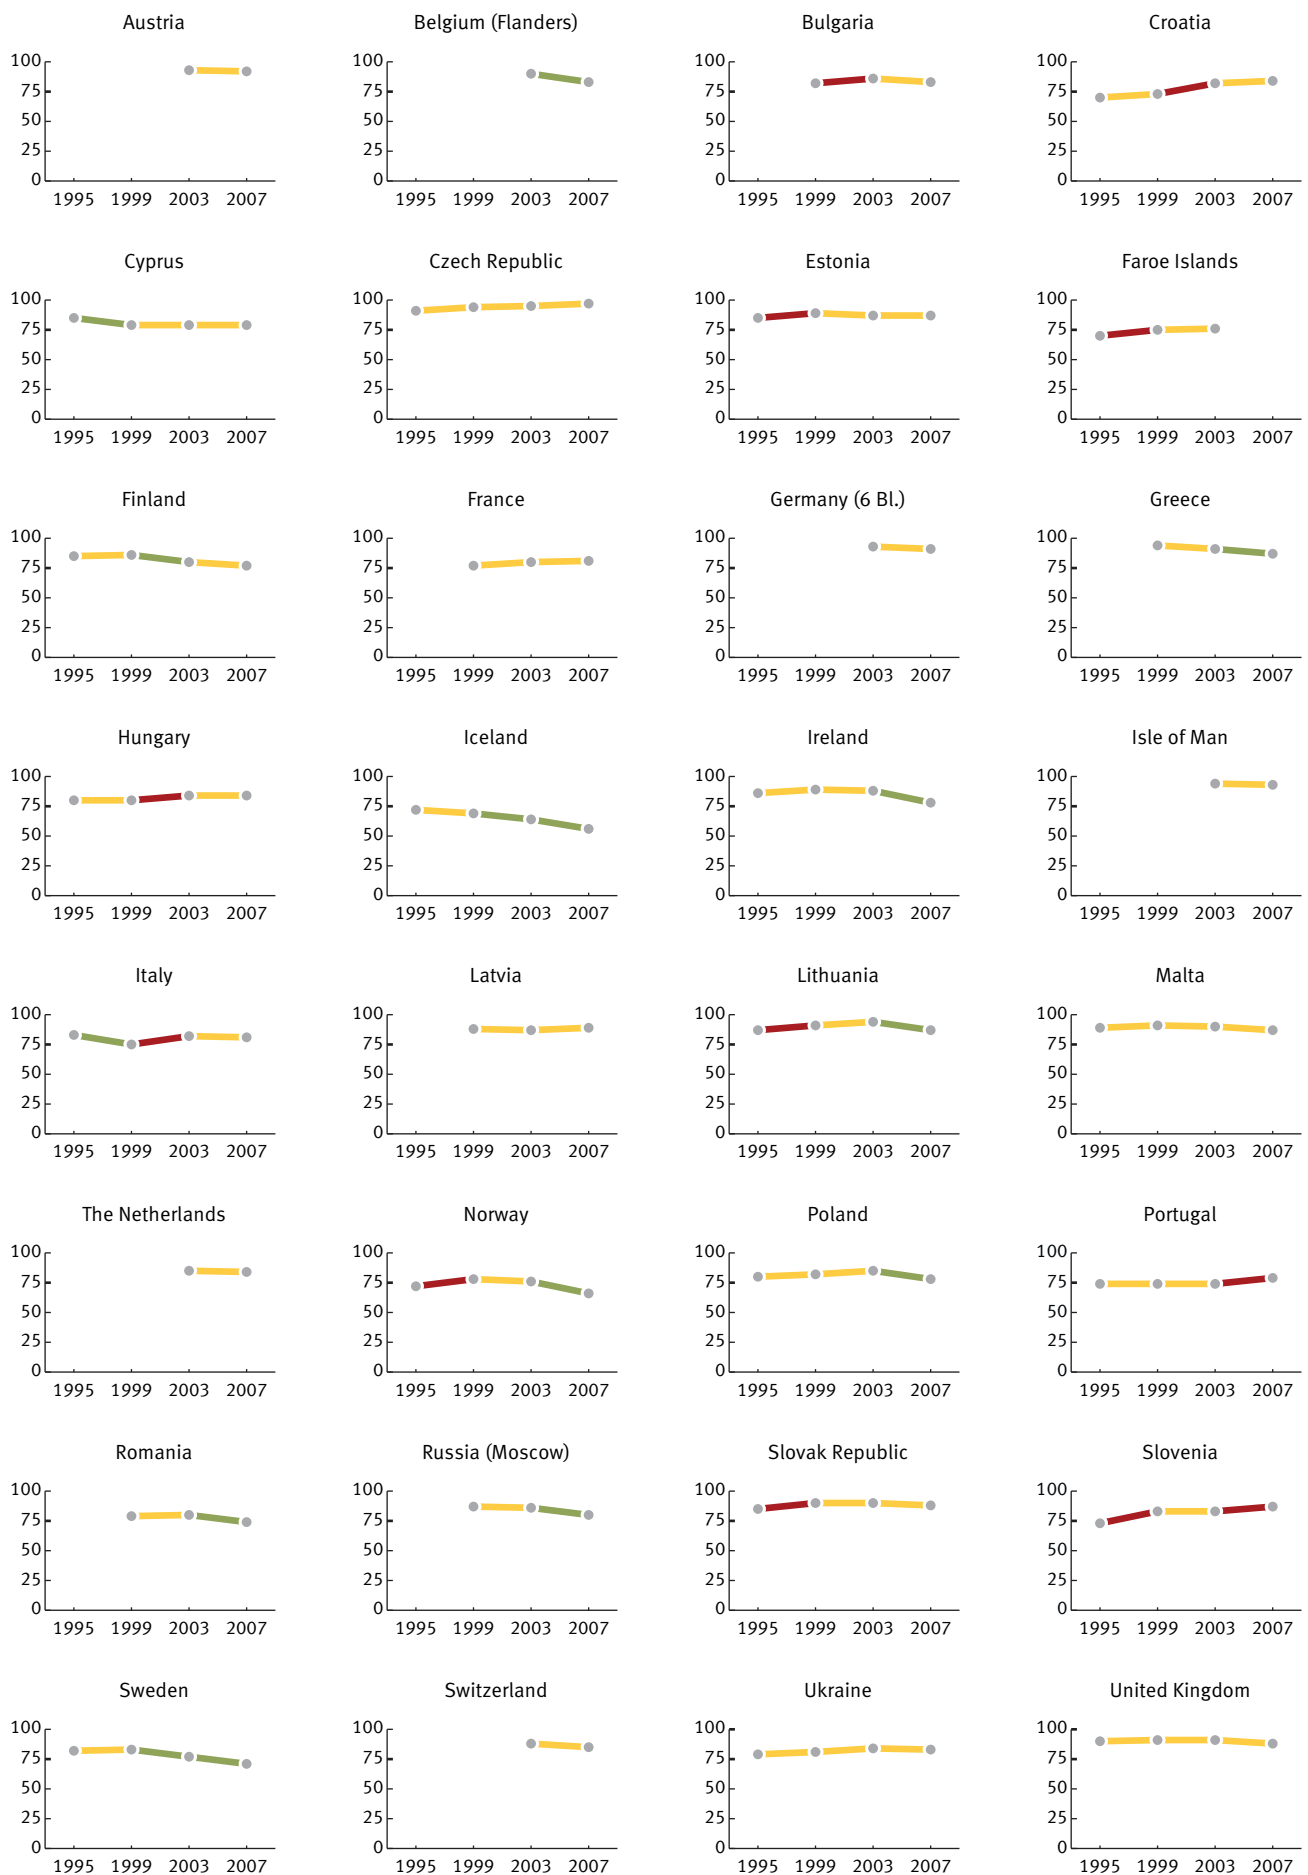 Austria Belgium (Flanders) Bulgaria Croatia
100 100 100 100
75 75 75 75
50 50 50 50
25 25 25 25
0 0 0 0
1995 1999 2003 2007 1995 1999 2003 2007 1995 1999 2003 2007 1995 1999 2003 2007
Cyprus Czech Republic Estonia Faroe Islands
100 100 100 100
75 75 75 75
50 50 50 50
25 25 25 25
0 0 0 0
1995 1999 2003 2007 1995 1999 2003 2007 1995 1999 2003 2007 1995 1999 2003 2007
Finland France Germany (6 Bl.) Greece
100 100 100 100
75 75 75 75
50 50 50 50
25 25 25 25
0 0 0 0
1995 1999 2003 2007 1995 1999 2003 2007 1995 1999 2003 2007 1995 1999 2003 2007
Hungary Iceland Ireland Isle of Man
100 100 100 100
75 75 75 75
50 50 50 50
25 25 25 25
0 0 0 0
1995 1999 2003 2007 1995 1999 2003 2007 1995 1999 2003 2007 1995 1999 2003 2007
Italy Latvia Lithuania Malta
100 100 100 100
75 75 75 75
50 50 50 50
25 25 25 25
0 0 0 0
1995 1999 2003 2007 1995 1999 2003 2007 1995 1999 2003 2007 1995 1999 2003 2007
The Netherlands Norway Poland Portugal
100 100 100 100
75 75 75 75
50 50 50 50
25 25 25 25
0 0 0 0
1995 1999 2003 2007 1995 1999 2003 2007 1995 1999 2003 2007 1995 1999 2003 2007
Romania Russia (Moscow) Slovak Republic Slovenia
100 100 100 100
75 75 75 75
50 50 50 50
25 25 25 25
0 0 0 0
1995 1999 2003 2007 1995 1999 2003 2007 1995 1999 2003 2007 1995 1999 2003 2007
Sweden Switzerland Ukraine United Kingdom
100 100 100 100
75 75 75 75
50 50 50 50
25 25 25 25
0 0 0 0
1995 1999 2003 2007 1995 1999 2003 2007 1995 1999 2003 2007 1995 1999 2003 2007